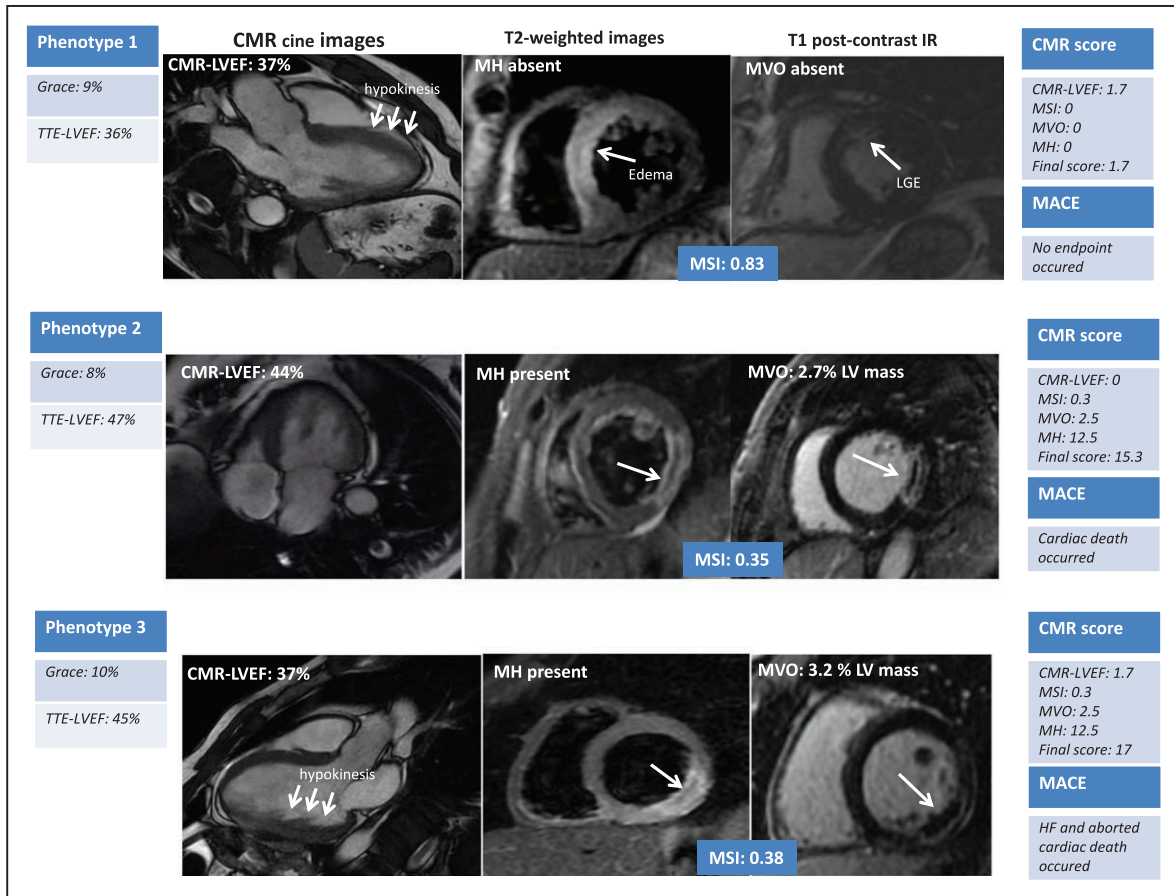 CMR cine images
T2-weighted images
T1 post-contrast IR
Phenotype 1
Grace: 9%
TTE-LVEF: 36%
CMR-LVEF: 37%
hypokinesis
MH absent
Edema
MVO absent
LGE
MSI: 0.83
CMR score
CMR-LVEF: 1.7
MSI: 0
MVO: 0
MH: 0
Final score: 1.7
MACE
No endpoint
occured
Phenotype 2
Grace: 8%
TTE-LVEF: 47%
CMR-LVEF: 44%
MH present
MVO: 2.7% LV mass
MSI: 0.35
CMR score
CMR-LVEF: 0
MSI: 0.3
MVO: 2.5
MH: 12.5
Final score: 15.3
MACE
Cardiac death
occurred
Phenotype 3
Grace: 10%
TTE-LVEF: 45%
CMR-LVEF: 37%
hypokinesis
MH present
MVO: 3.2 % LV mass
MSI: 0.38
CMR score
CMR-LVEF: 1.7
MSI: 0.3
MVO: 2.5
MH: 12.5
Final score: 17
MACE
HF and aborted
cardiac death
occured